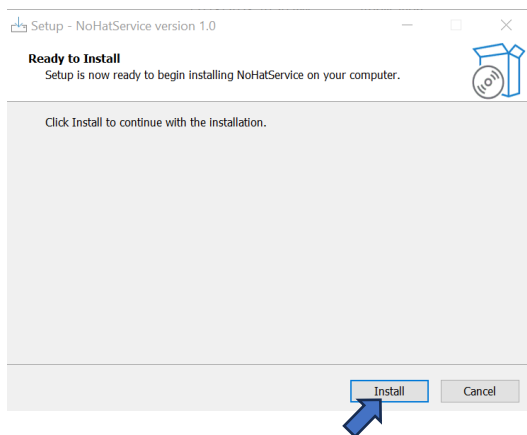 Setup - NoHatService version 1.0
Ready to Install
Setup is now ready to begin installing NoHatService on your computer.
Click Install to continue with the installation.
Install Cancel